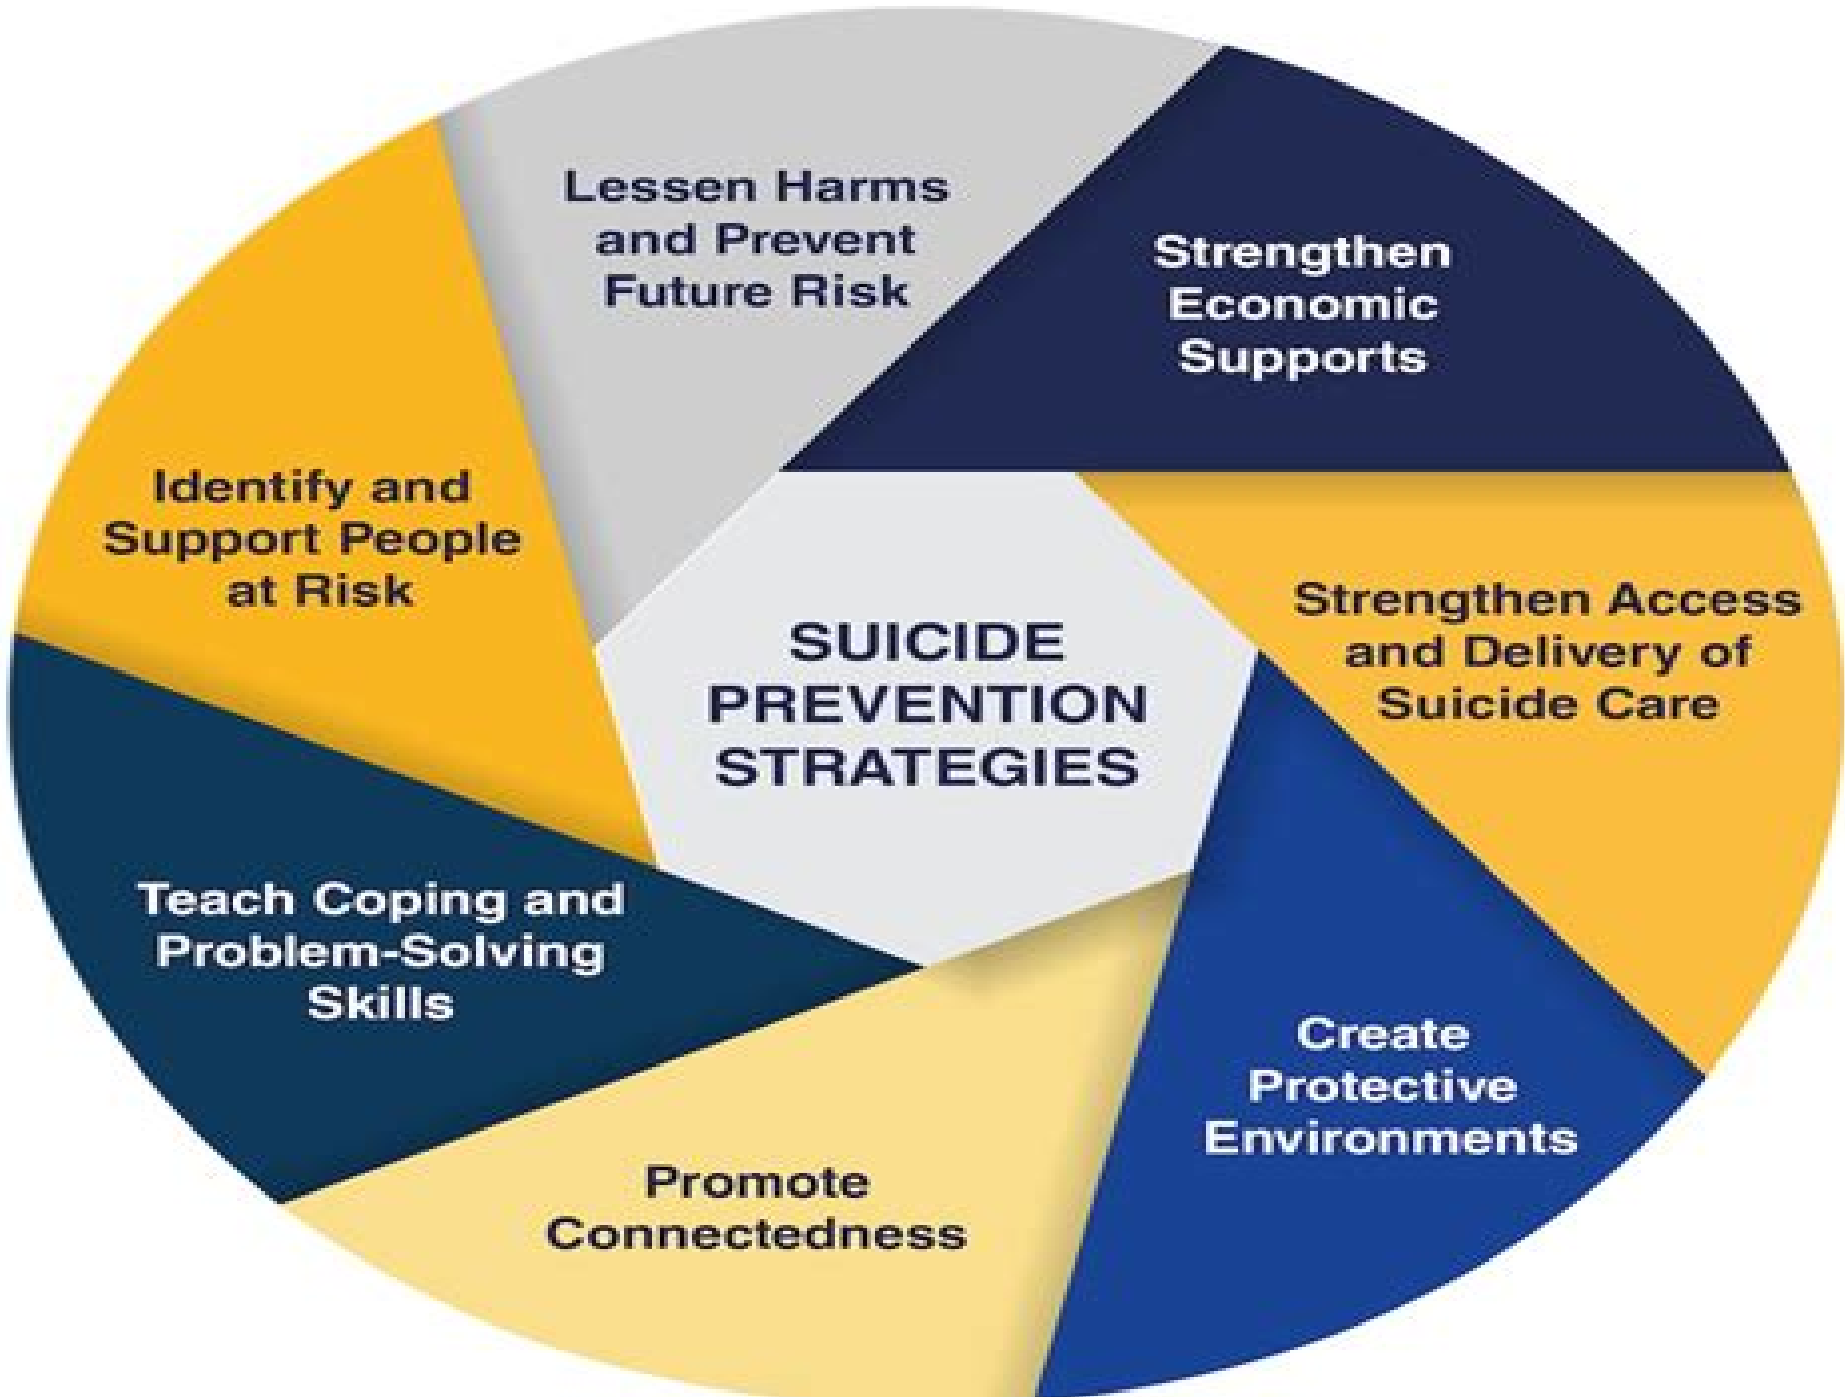 Lessen Harms
and Prevent
Future Risk
Strengthen
Economic
Supports
Identify and
Support People
at Risk
Strengthen Access
and Delivery of
Suicide Care
SUICIDE
PREVENTION
STRATEGIES
Teach Coping and
Problem-Solving
Skills
Create
Protective
Environments
Promote
Connectedness